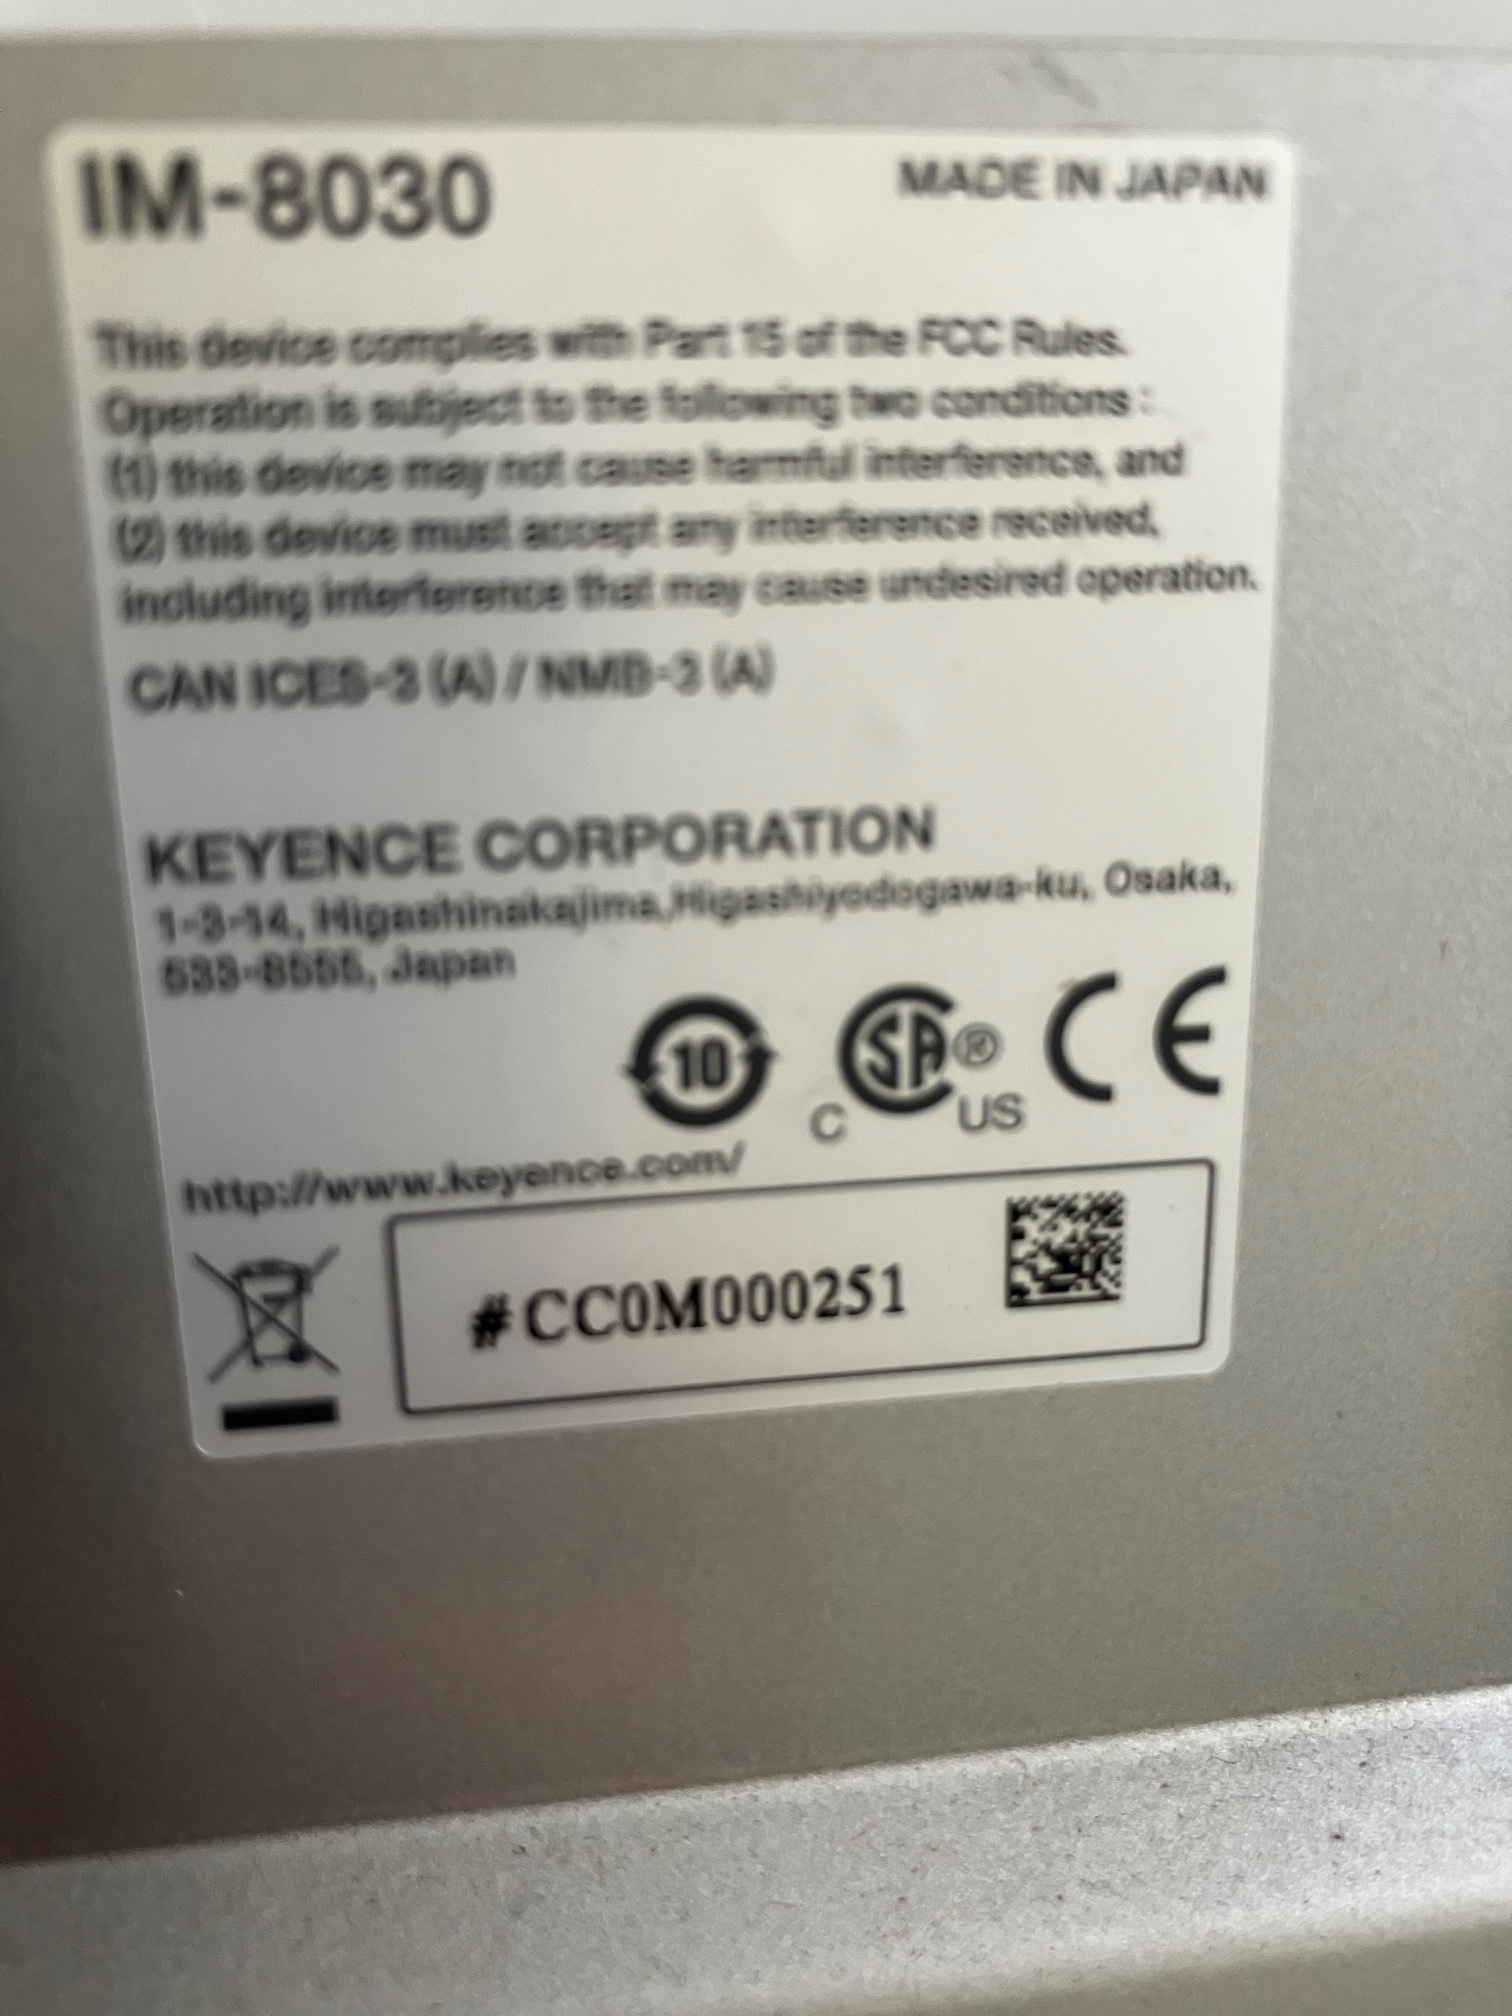 IM-8030
MADE IN JAPAN
This device complies with Part 15 of the FCC Rules.
Operation is subject to the following two conditions :
(1) this device may not cause harmful interference, and
(2) this device must accept any interference received,
including interference that may cause undesired operation.
CAN ICES-3 (A) / NMB-3 (A)
KEYENCE CORPORATION
1-3-14, Higashinakajima,Higashiyodogawa-ku, Osaka,
533-8555, Japan
10
C SA® US CE
http://www.keyence.com/
#CC0M000251